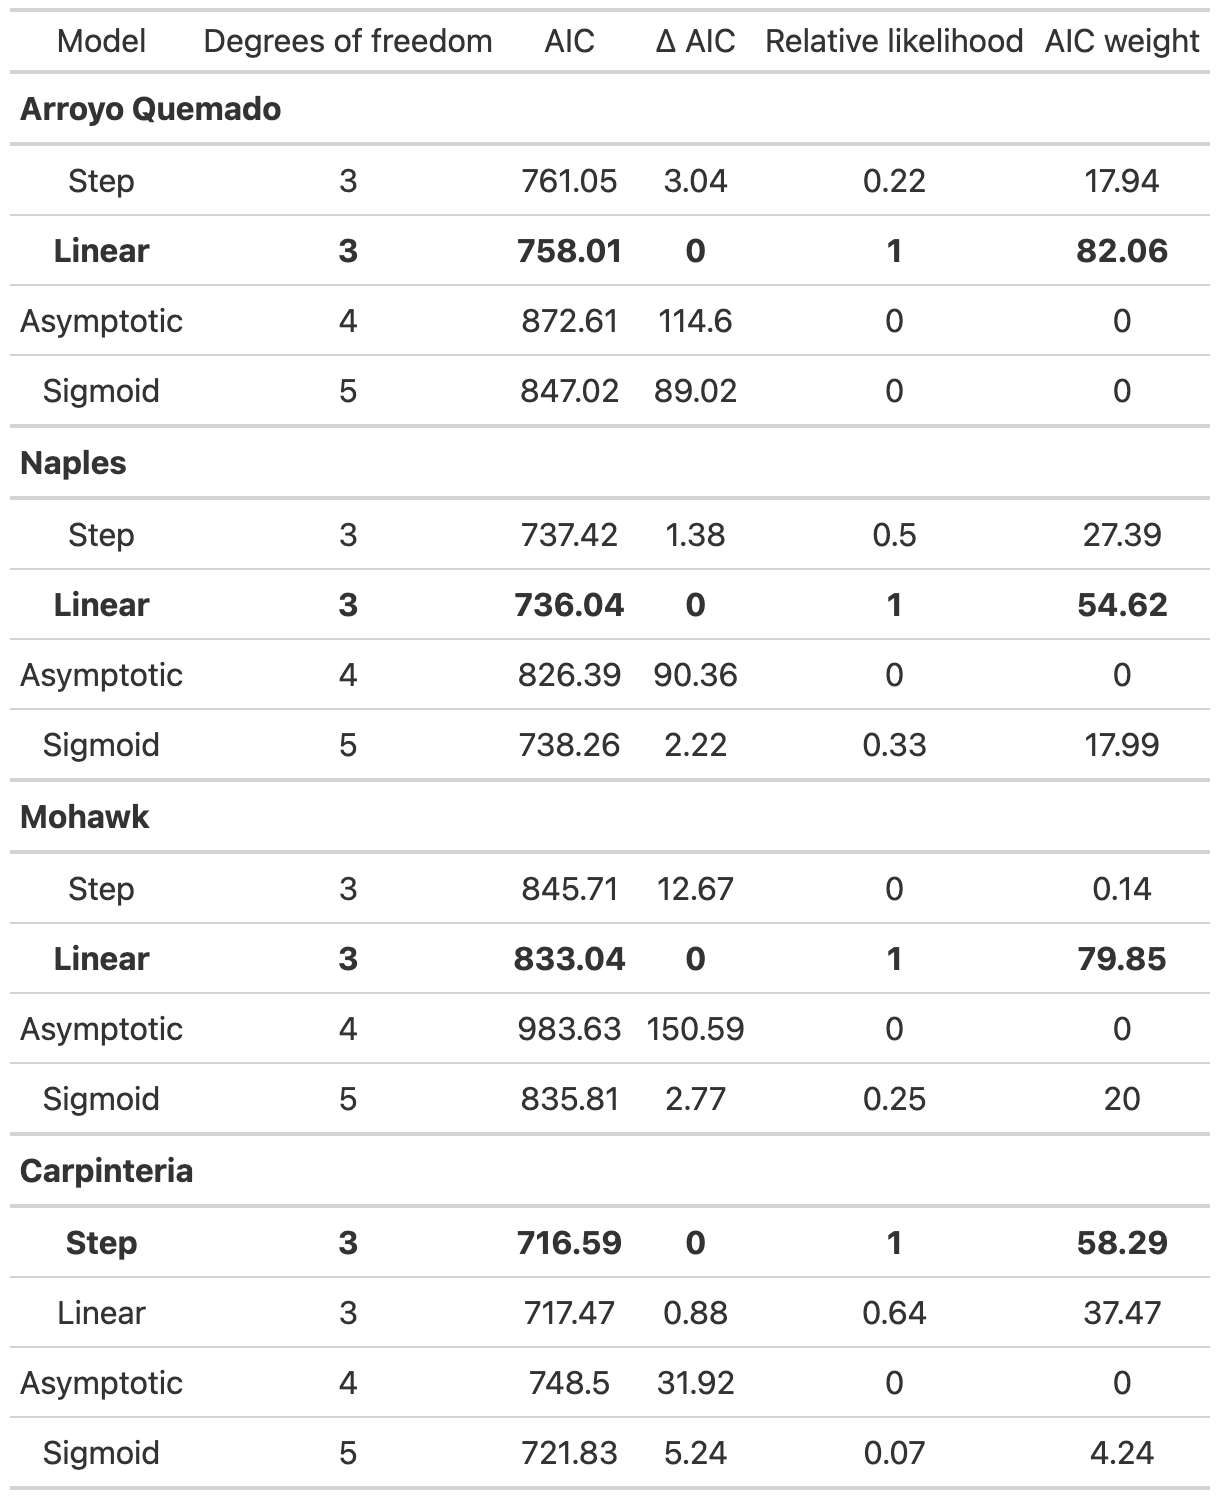 Model Degrees of freedom AIC Δ AIC Relative likelihood AIC weight
Arroyo Quemado
Step 3 761.05 3.04 0.22 17.94
Linear 3 758.01 0 1 82.06
Asymptotic 4 872.61 114.6 0 0
Sigmoid 5 847.02 89.02 0 0
Naples
Step 3 737.42 1.38 0.5 27.39
Linear 3 736.04 0 1 54.62
Asymptotic 4 826.39 90.36 0 0
Sigmoid 5 738.26 2.22 0.33 17.99
Mohawk
Step 3 845.71 12.67 0 0.14
Linear 3 833.04 0 1 79.85
Asymptotic 4 983.63 150.59 0 0
Sigmoid 5 835.81 2.77 0.25 20
Carpinteria
Step 3 716.59 0 1 58.29
Linear 3 717.47 0.88 0.64 37.47
Asymptotic 4 748.5 31.92 0 0
Sigmoid 5 721.83 5.24 0.07 4.24